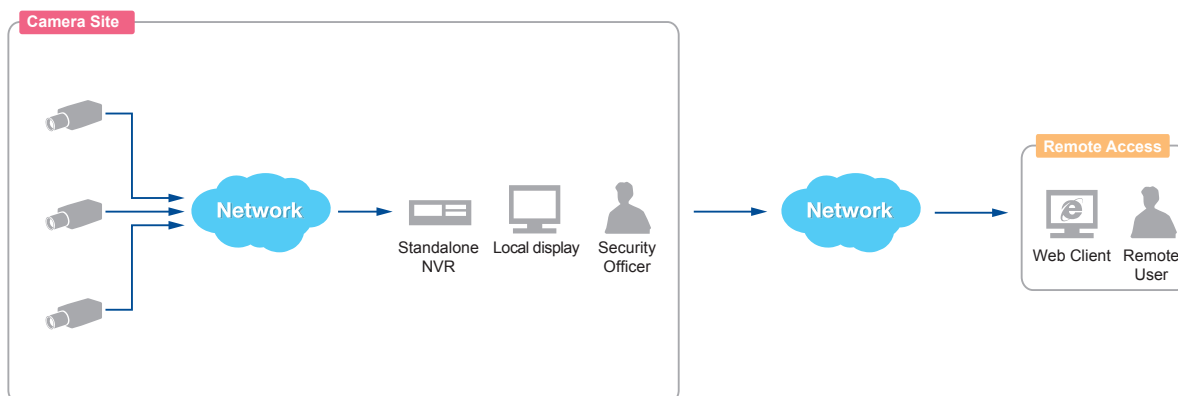 Camera Site
Remote Access
Network
Network
Standalone
NVR
Local display
Security
Officer
Web Client
Remote
User